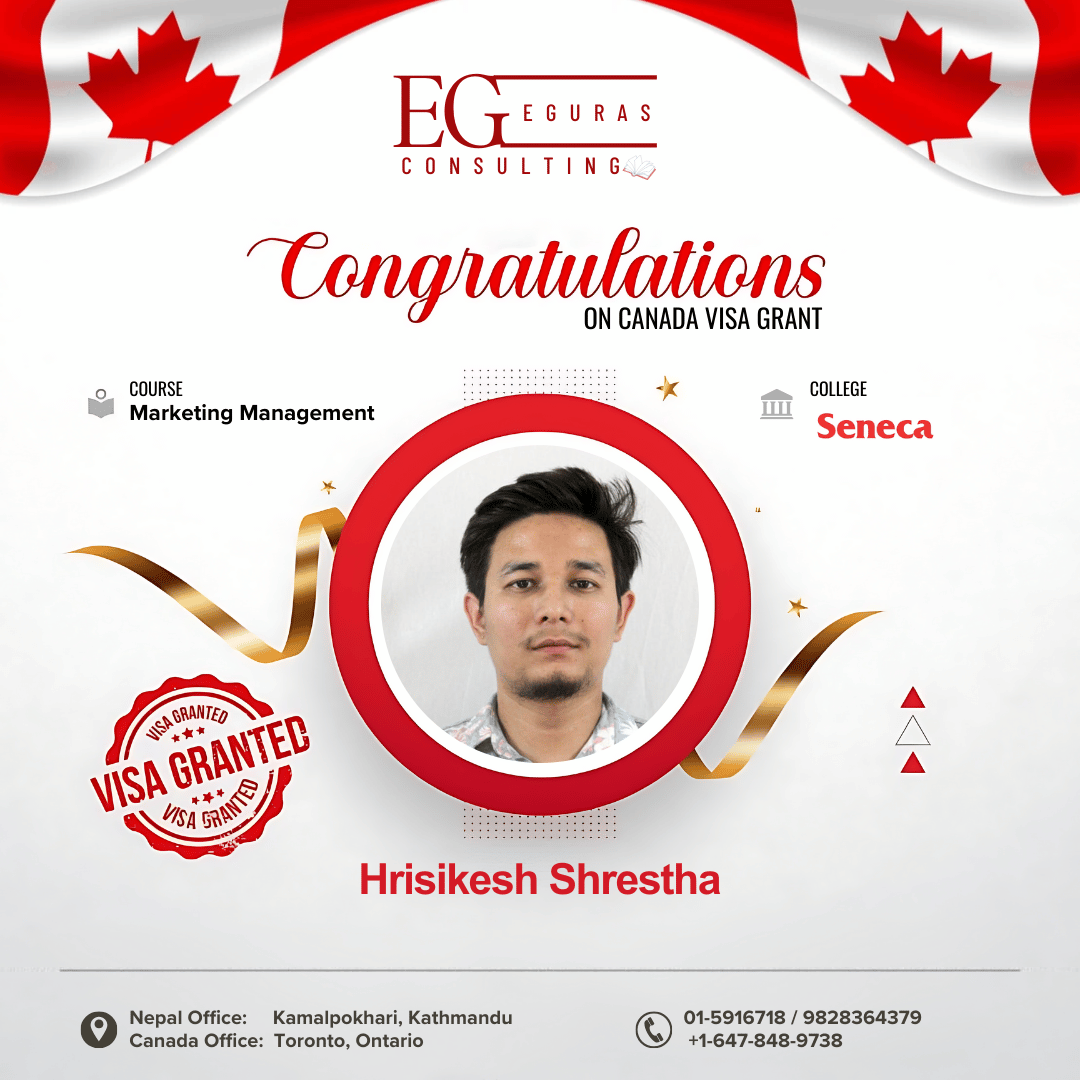 EG EGURAS
CONSULTING
Congratulations
ON CANADA VISA GRANT
COURSE
Marketing Management
COLLEGE
Seneca
VISA GRANTED
VISA GRANTED
VISA GRANTED
Hrisikesh Shrestha
Nepal Office: Kamalpokhari, Kathmandu
Canada Office: Toronto, Ontario
01-5916718 / 9828364379
+1-647-848-9738